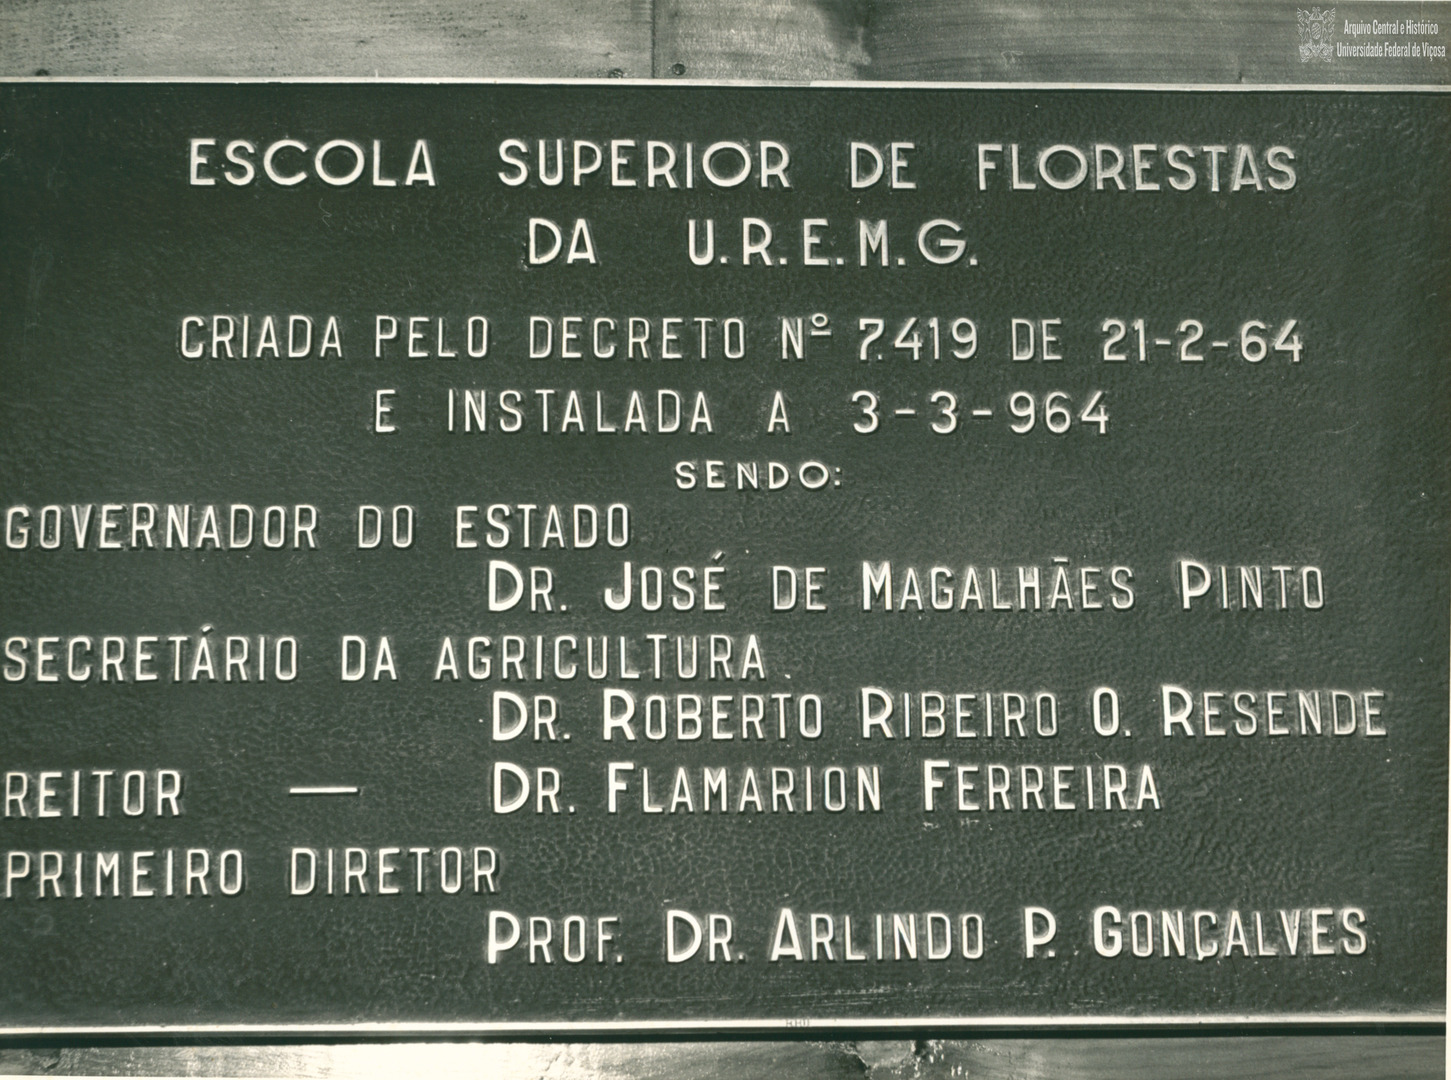 Arquivo Central e Histórico
Universidade Federal de Viçosa
ESCOLA SUPERIOR DE FLORESTAS
DA U.R.E.M.G.
CRIADA PELO DECRETO Nº 7.419 DE 21-2-64
E INSTALADA A 3-3-964
SENDO:
GOVERNADOR DO ESTADO
DR. JOSÉ DE MAGALHÃES PINTO
SECRETÁRIO DA AGRICULTURA.
DR. ROBERTO RIBEIRO O. RESENDE
REITOR — DR. FLAMARION FERREIRA
PRIMEIRO DIRETOR
PROF. DR. ARLINDO P. GONÇALVES